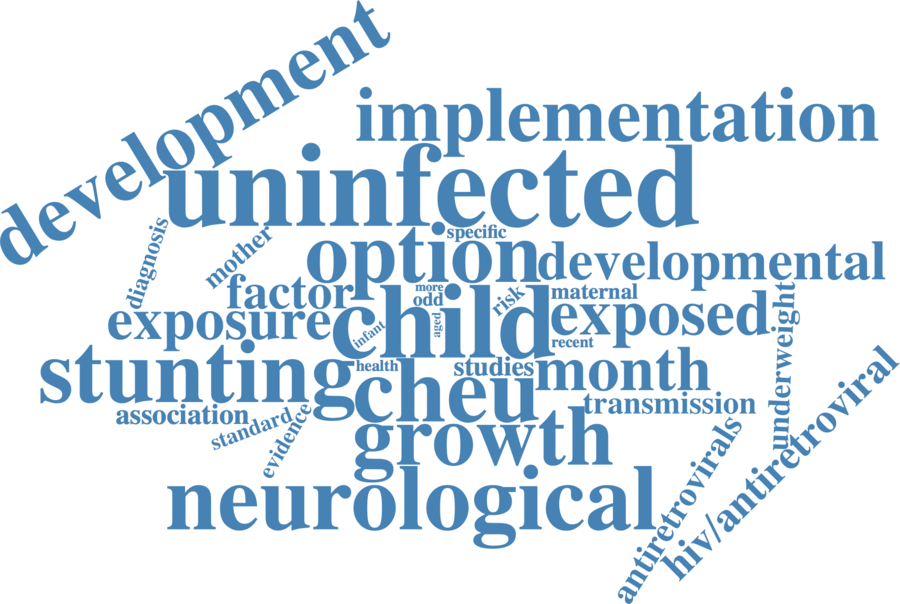 development
implementation
uninfected
specific
diagnosis
mother
option
developmental
factor
more
odd
risk
maternal
exposure
child
aged
infant
exposed
recent
underweight
stunting
health
studies
month
cheu
transmission
association
standard
evidence
growth
hiv/antiretroviral
antiretrovirals
neurological